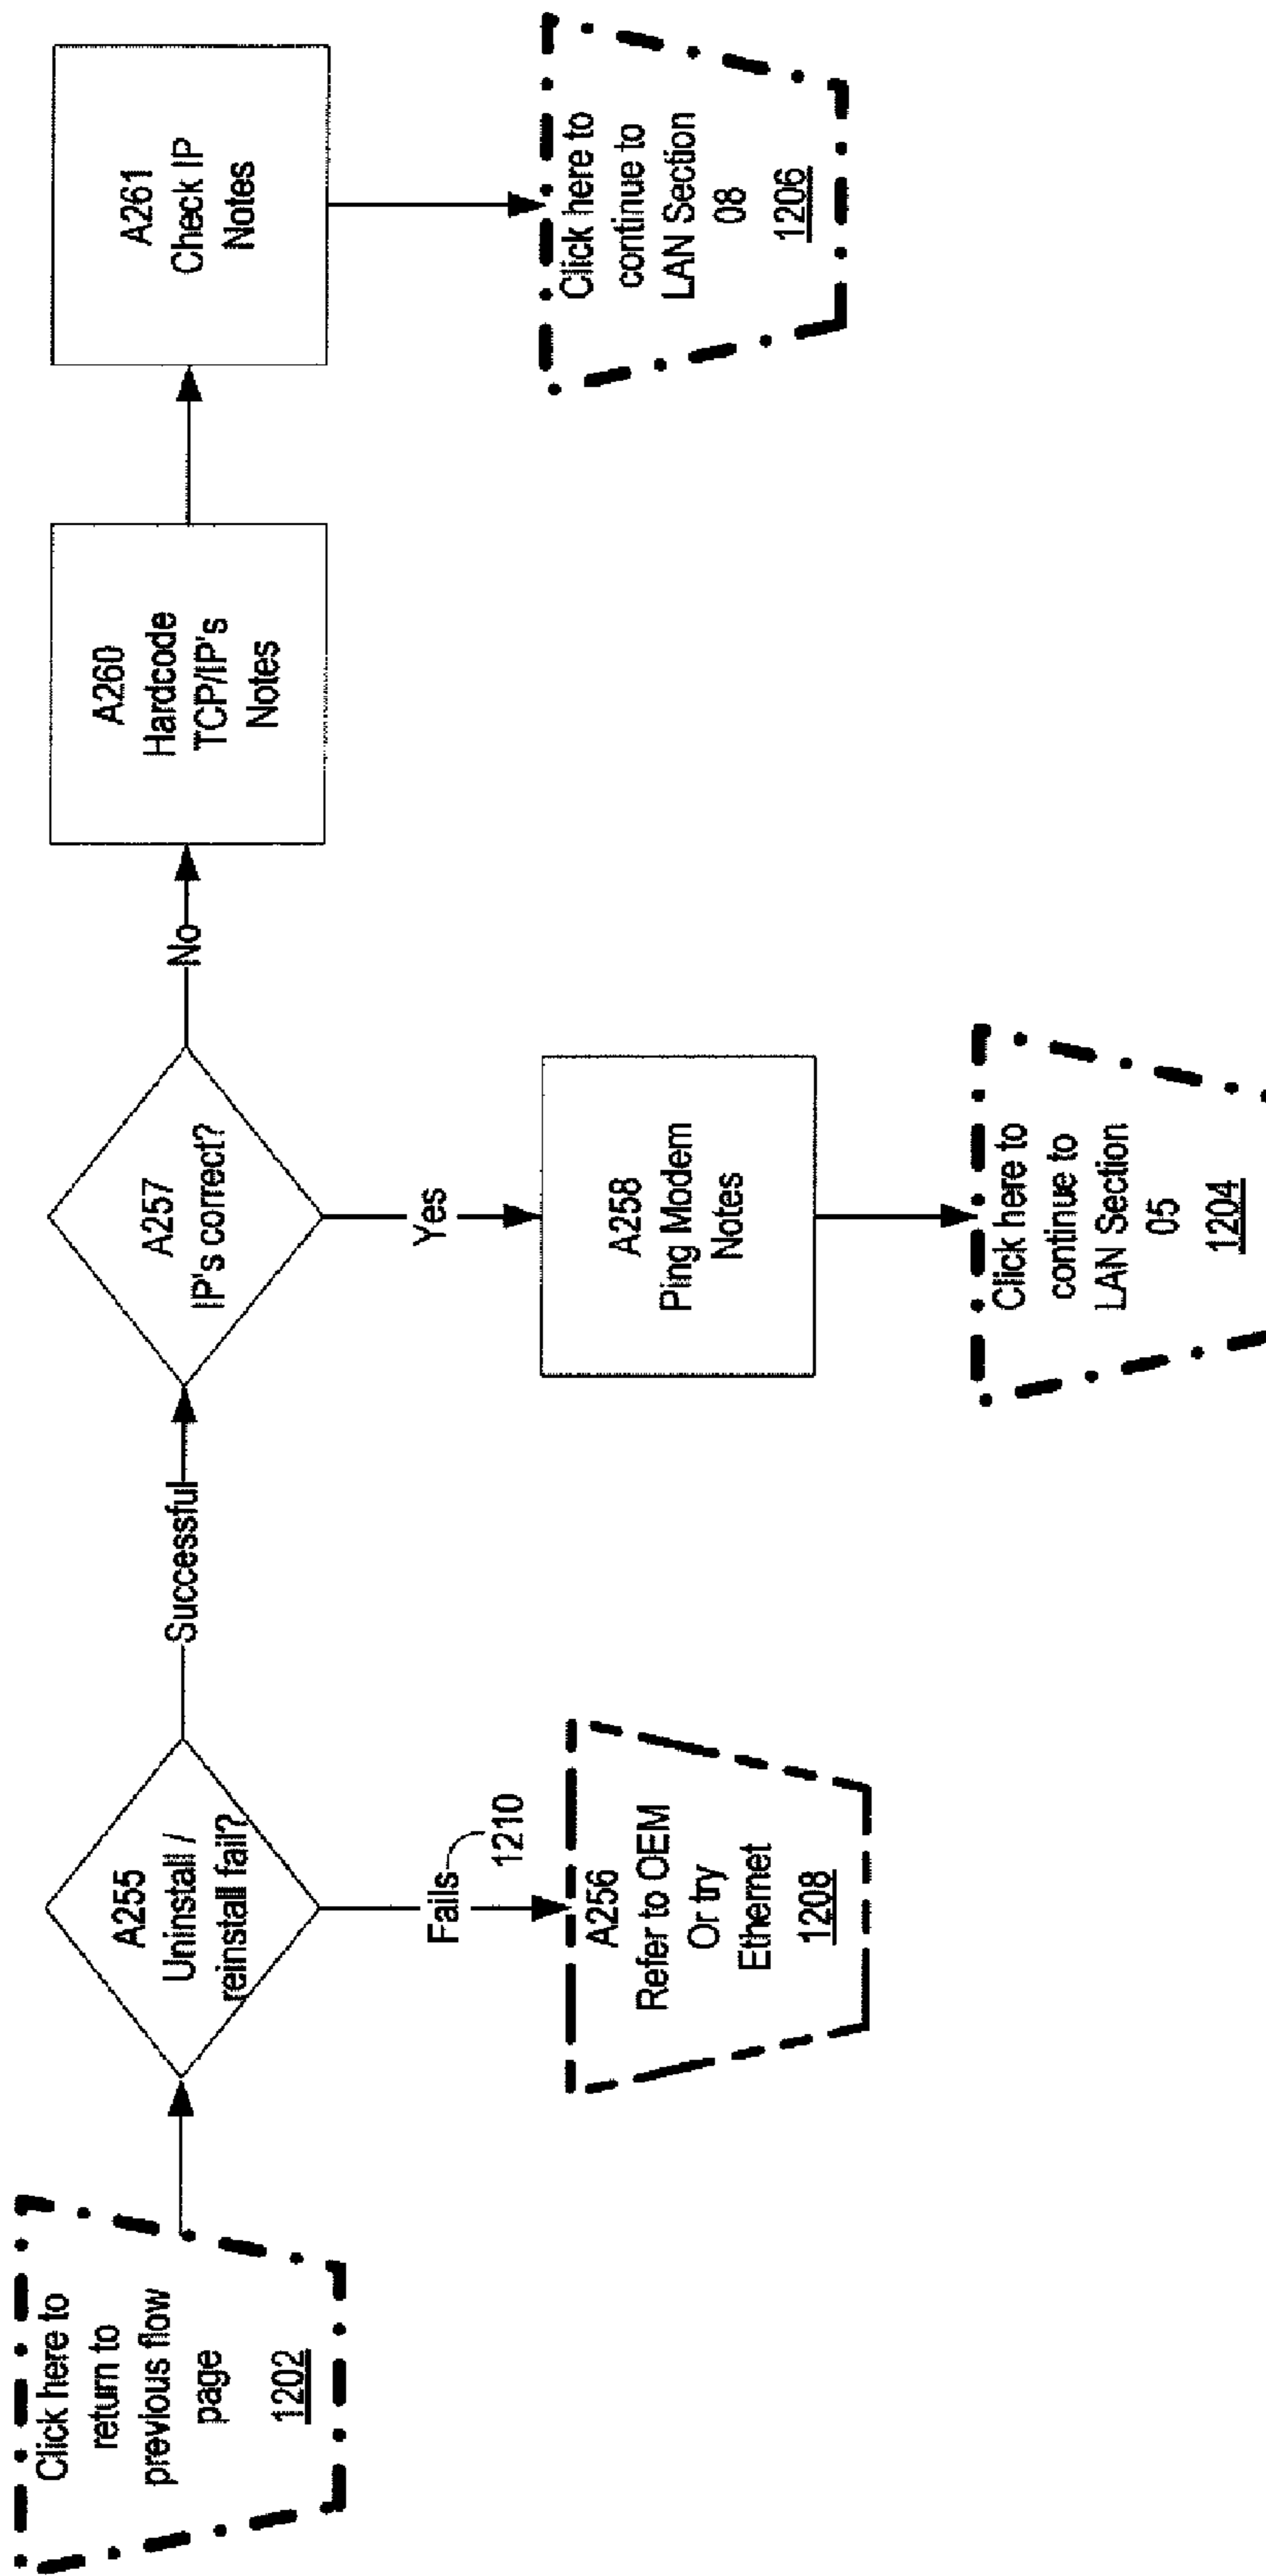 Click here to
return to
previous flow
page
1202
A255
Uninstall /
reinstall fail?
Successful
Fails
1210
A256
Refer to OEM
Or try
Ethernet
1208
A257
IP's correct?
No
Yes
A258
Ping Modem
Notes
Click here to
continue to
LAN Section
05
1204
A260
Hardcode
TCP/IP's
Notes
A261
Check IP
Notes
Click here to
continue to
LAN Section
08
1206